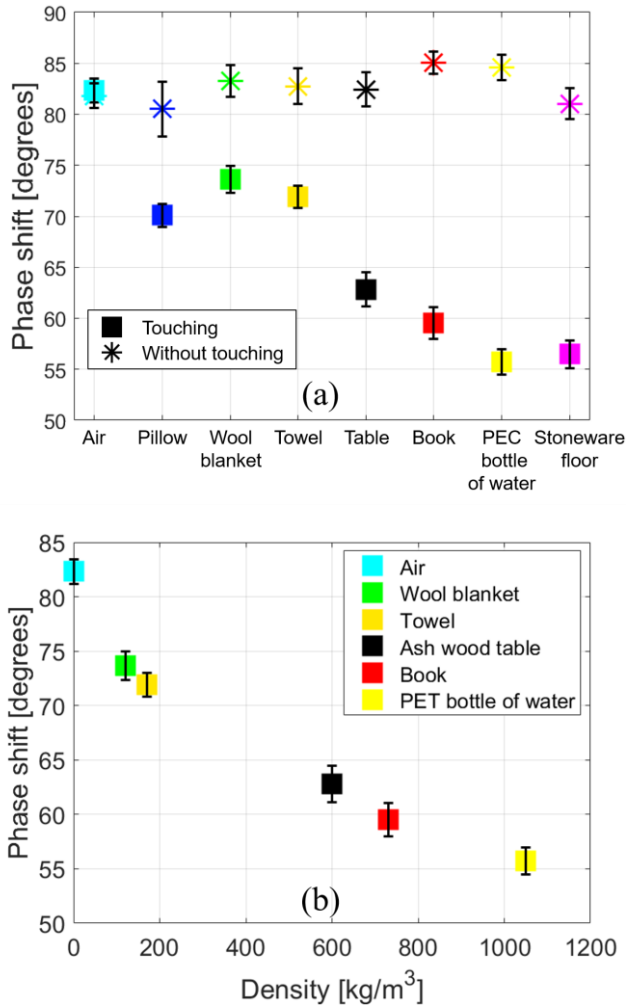 90
85
80
75
70
65
60
55
50
Phase shift [degrees]
Touching
Without touching
(a)
Air Pillow Wool Towel Table Book PEC Stoneware
blanket bottle floor
of water
85
80
75
70
65
60
55
50
Phase shift [degrees]
Air
Wool blanket
Towel
Ash wood table
Book
PET bottle of water
(b)
0 200 400 600 800 1000 1200
Density [kg/m³]